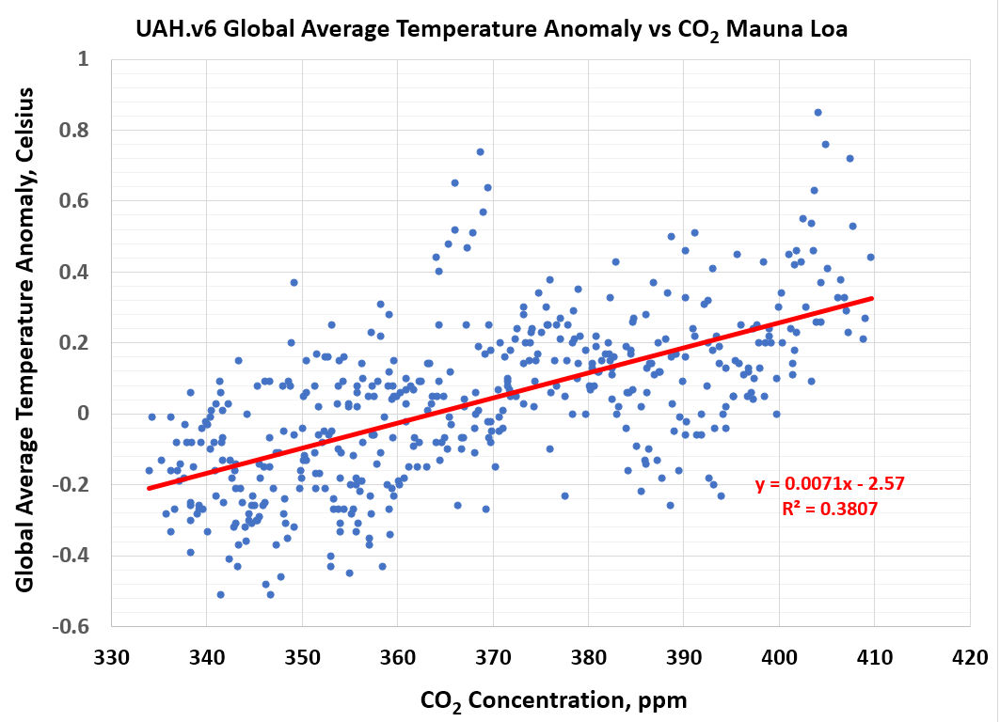 UAH.v6 Global Average Temperature Anomaly vs CO2 Mauna Loa
Global Average Temperature Anomaly, Celsius
1
0.8
0.6
0.4
0.2
0
-0.2
-0.4
-0.6
y = 0.0071x - 2.57
R² = 0.3807
330 340 350 360 370 380 390 400 410 420
CO2 Concentration, ppm